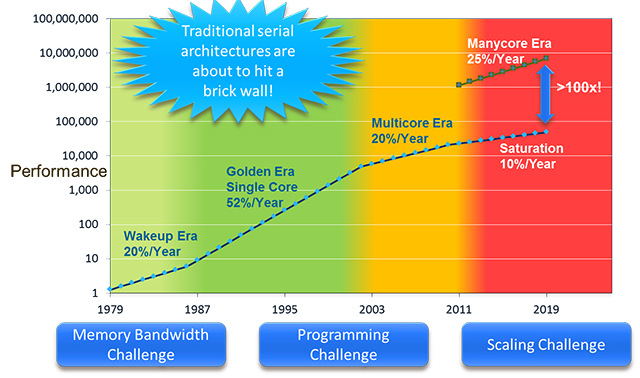 100,000,000
10,000,000
1,000,000
100,000
10,000
1,000
100
10
1
Performance
Traditional serial
architectures are
about to hit a
brick wall!
Wakeup Era
20%/Year
Golden Era
Single Core
52%/Year
Multicore Era
20%/Year
Manycore Era
25%/Year
>100x!
Saturation
10%/Year
1979
1987
1995
2003
2011
2019
Memory Bandwidth
Challenge
Programming
Challenge
Scaling Challenge